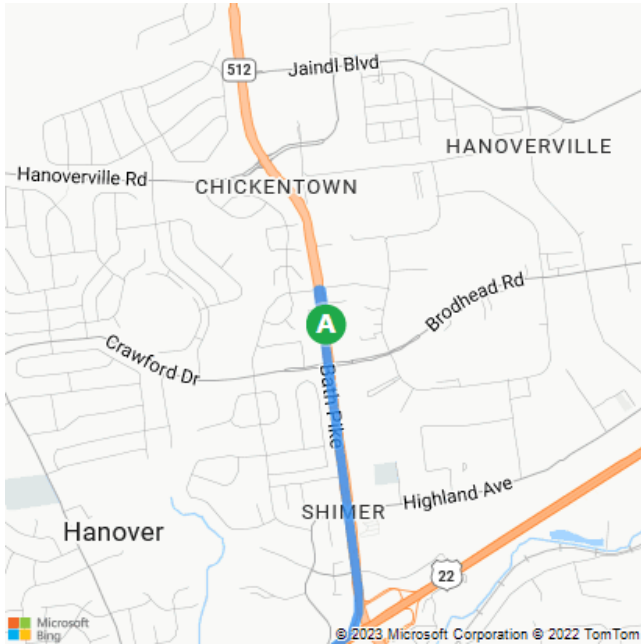 512
Jaindl Blvd
HANOVERVILLE
Hanoverville Rd
CHICKENTOWN
Brodhead Rd
A
Crawford Dr
Bath Pike
Highland Ave
SHIMER
Hanover
22
Microsoft
Bing
© 2023 Microsoft Corporation © 2022 TomTom